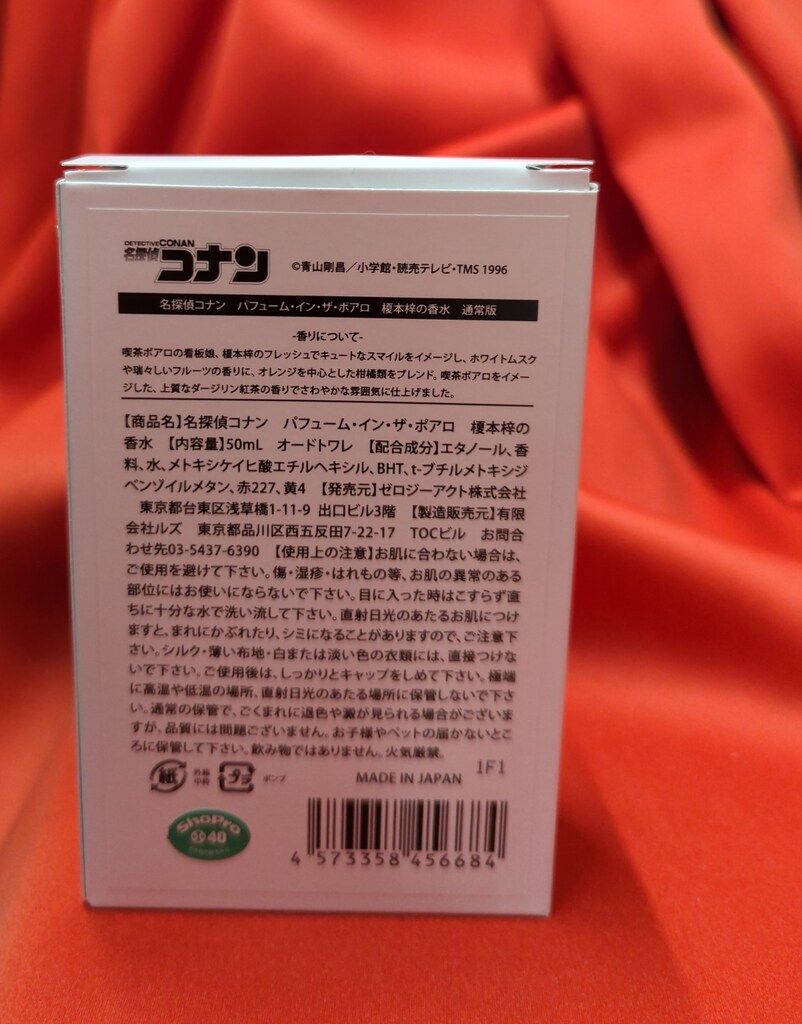 DETECTIVE CONAN
名探偵
コナン
©青山剛昌／小学館・読売テレビ・TMS 1996
名探偵コナン　パフューム・イン・ザ・ポアロ　榎本梓の香水　通常版
-香りについて-
喫茶ポアロの看板娘、榎本梓のフレッシュでキュートなスマイルをイメージし、ホワイトムスク
や瑞々しいフルーツの香りに、オレンジを中心とした柑橘類をブレンド。喫茶ポアロをイメー
ジした、上質なダージリン紅茶の香りでさわやかな雰囲気に仕上げました。
【商品名】名探偵コナン　パフューム・イン・ザ・ポアロ　榎本梓の
香水　【内容量】50mL　オードトワレ　【配合成分】エタノール、香
料、水、メトキシケイヒ酸エチルヘキシル、BHT、t-ブチルメトキシジ
ベンゾイルメタン、赤227、黄4　【発売元】ゼロジーアクト株式会社
東京都台東区浅草橋1-11-9 出口ビル3階　【製造販売元】有限
会社ルズ　東京都品川区西五反田7-22-17　TOCビル　お問合
わせ先03-5437-6390　【使用上の注意】お肌に合わない場合は、
ご使用を避けて下さい。傷・湿疹・はれもの等、お肌の異常のある
部位にはお使いにならないで下さい。目に入った時はこすらず直
ちに十分な水で洗い流して下さい。直射日光のあたるお肌につけ
ますと、まれにかぶれたり、シミになることがありますので、ご注意下
さい。シルク・薄い布地・白または淡い色の衣類には、直接つけな
いで下さい。ご使用後は、しっかりとキャップをしめて下さい。極端
に高温や低温の場所、直射日光のあたる場所に保管しないで下さ
い。通常の保管で、ごくまれに退色や澱が見られる場合がございま
すが、品質には問題ございません。お子様やペットの届かないとこ
ろに保管して下さい。飲み物ではありません。火気厳禁。
紙 外箱 中枠 プラ ポンプ
MADE IN JAPAN
1F1
ShoPro
40
4 573358 456684